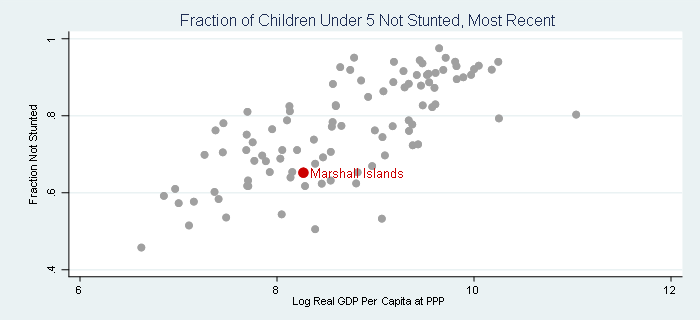 Fraction of Children Under 5 Not Stunted, Most Recent
Fraction Not Stunted
1
.8
.6
.4
Marshall Islands
6
8
10
12
Log Real GDP Per Capita at PPP